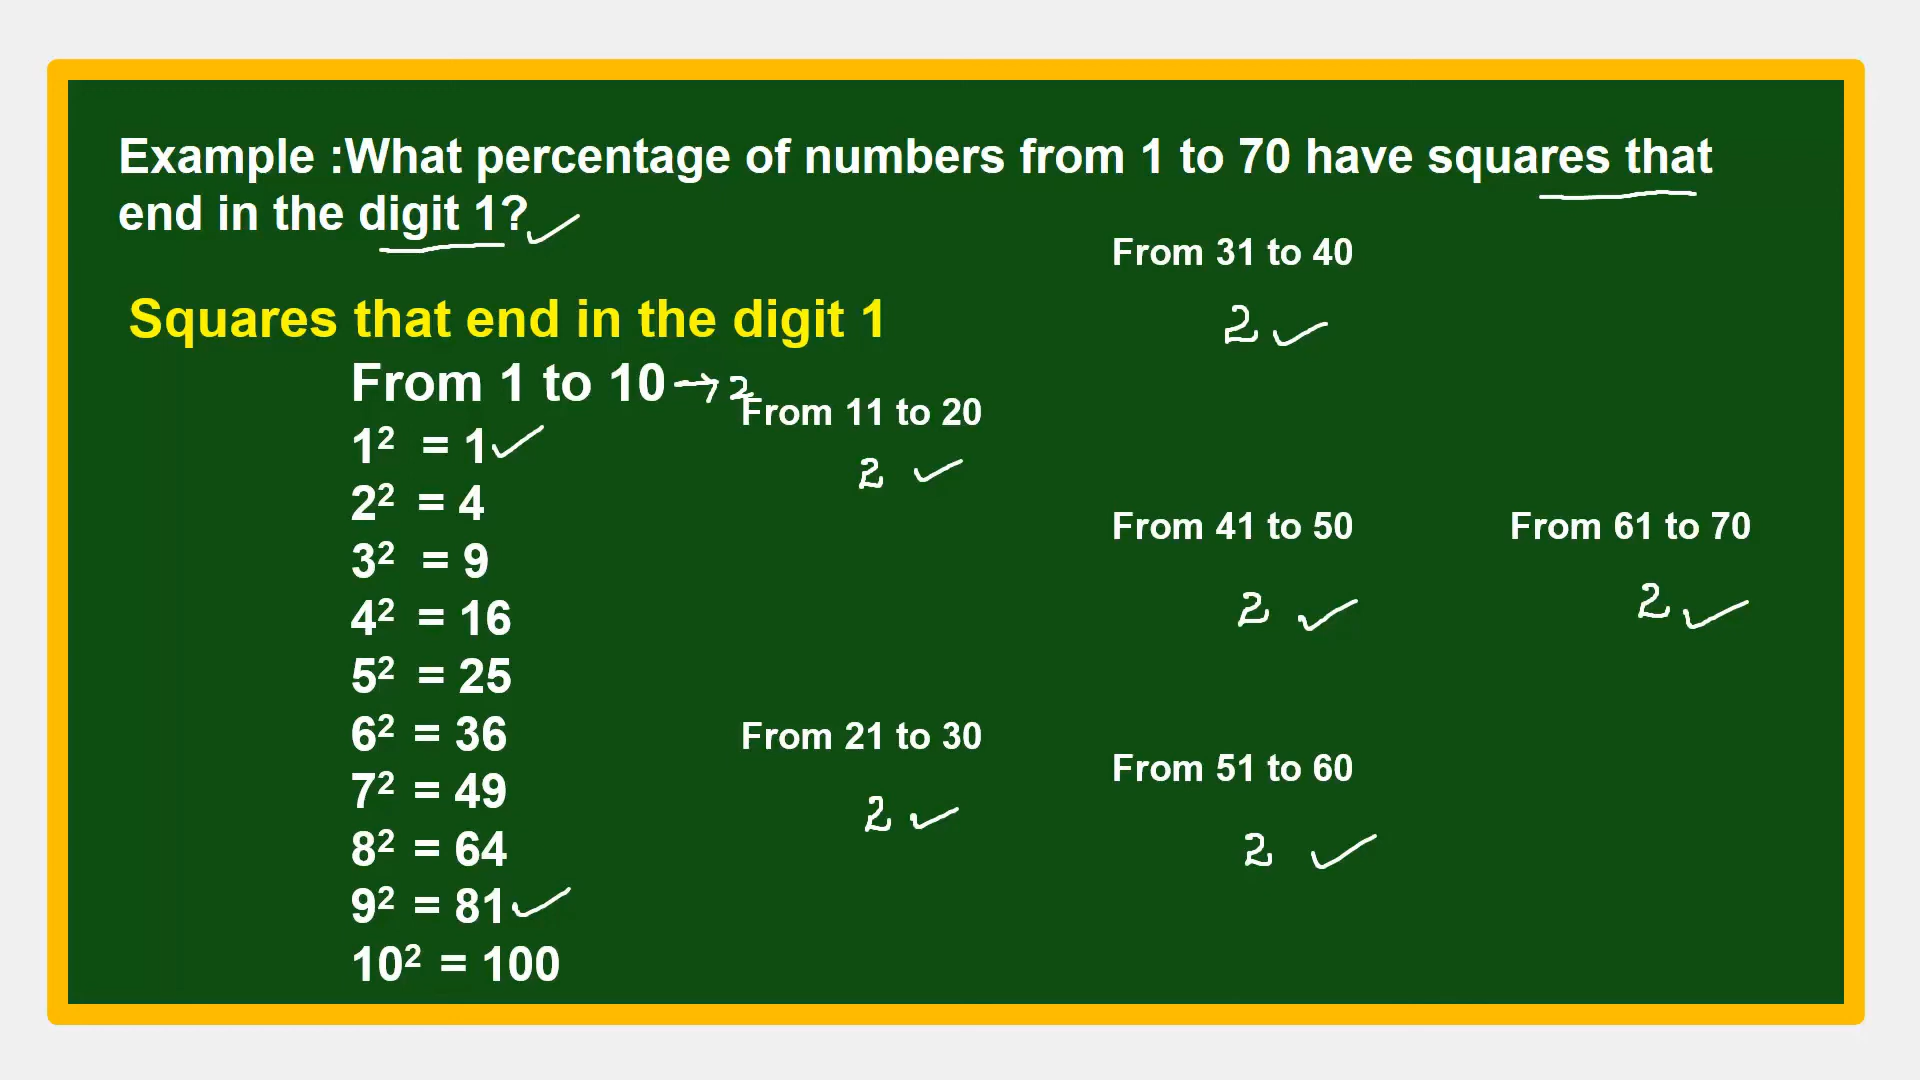 Example :What percentage of numbers from 1 to 70 have squares that
end in the digit 1?
Squares that end in the digit 1
From 1 to 10 → 2
1² = 1
2² = 4
3² = 9
4² = 16
5² = 25
6² = 36
7² = 49
8² = 64
9² = 81
10² = 100
From 11 to 20
2
From 21 to 30
2
From 31 to 40
2
From 41 to 50
2
From 51 to 60
2
From 61 to 70
2